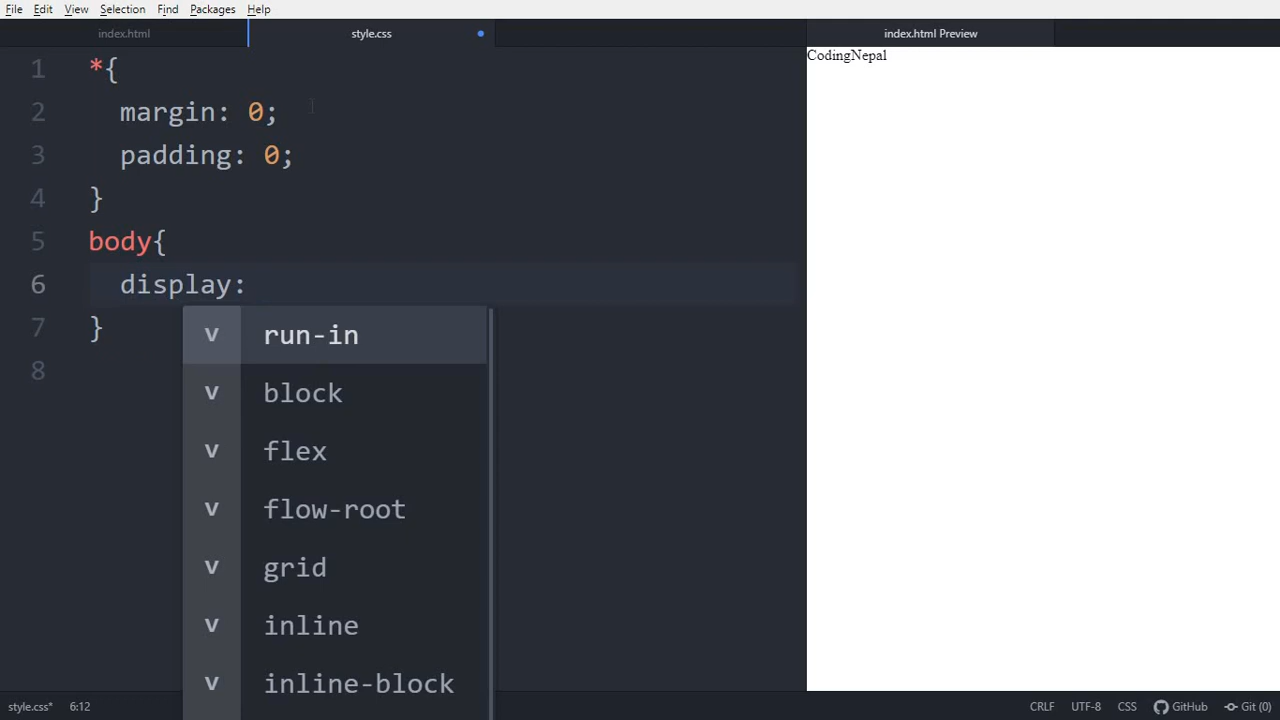 File Edit View Selection Find Packages Help
index.html style.css index.html Preview
1 *{
2 margin: 0;
3 padding: 0;
4 }
5 body{
6 display:
7 }
8
v run-in
v block
v flex
v flow-root
v grid
v inline
v inline-block
CodingNepal
style.css* 6:12 CRLF UTF-8 CSS GitHub Git (0)